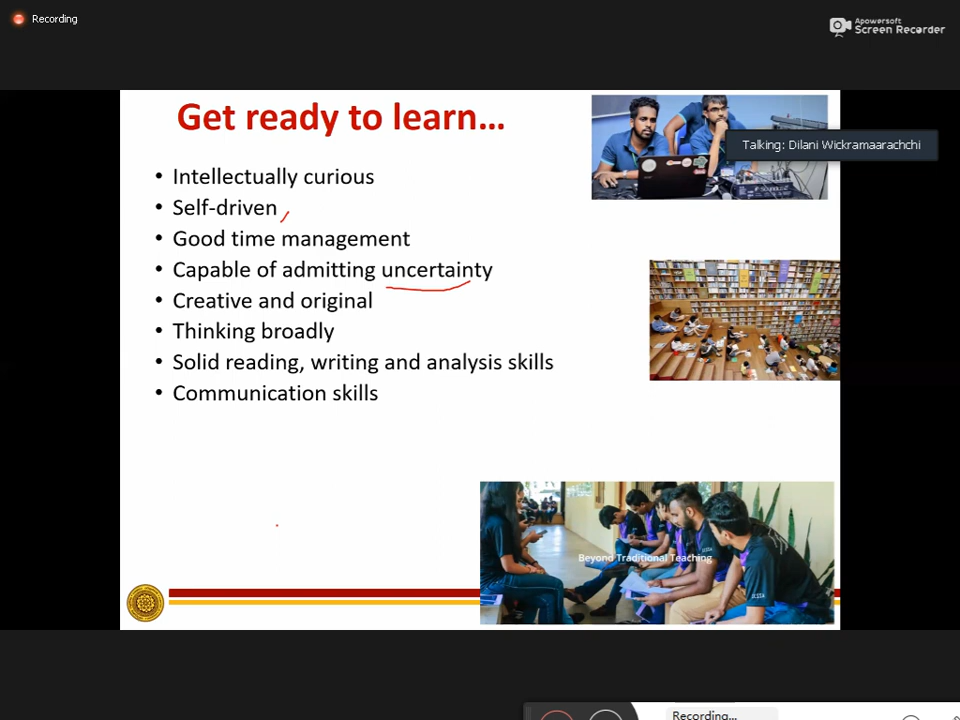 Recording
Apowersoft
Screen Recorder
Get ready to learn...
Talking: Dilani Wickramaarachchi
• Intellectually curious
• Self-driven
• Good time management
• Capable of admitting uncertainty
• Creative and original
• Thinking broadly
• Solid reading, writing and analysis skills
• Communication skills
Beyond Traditional Teaching
Recording...